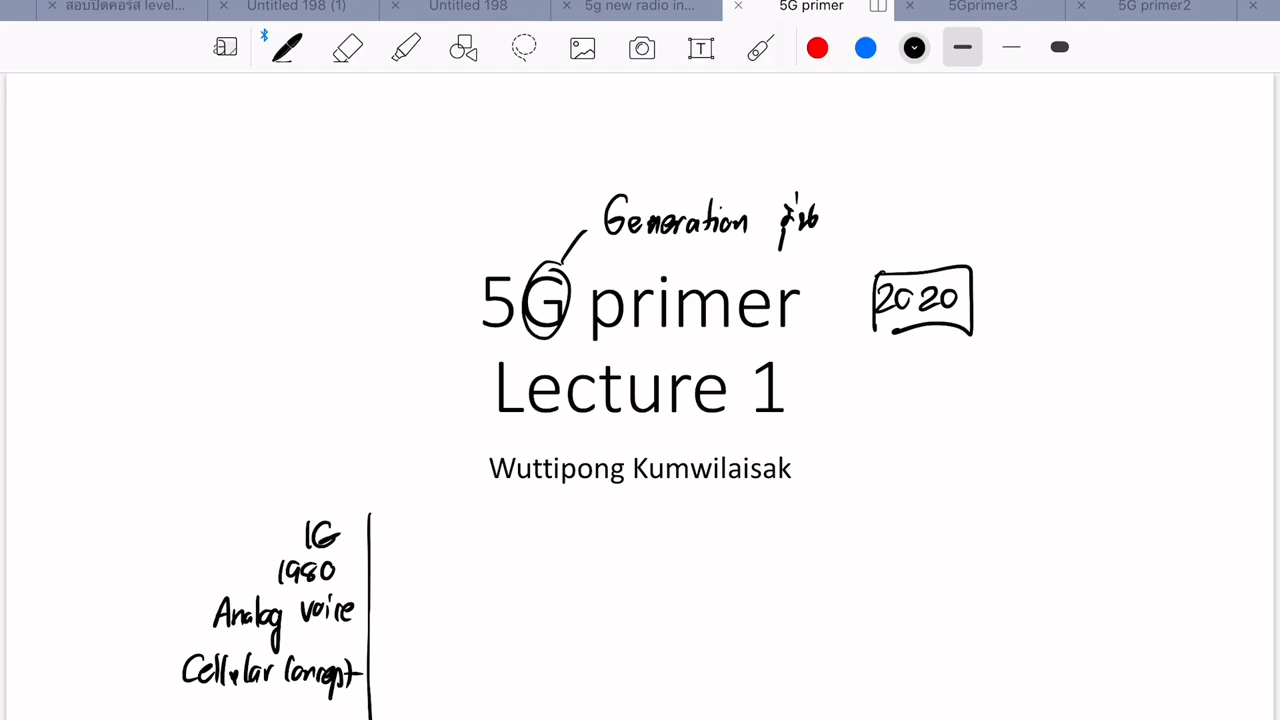 สอบปิดคอร์ส level...
Untitled 198 (1)
Untitled 198
5g new radio in...
5G primer
5Gprimer3
5G primer2
T
Generation
5G primer
2020
Lecture 1
Wuttipong Kumwilaisak
1G
1980
Analog voice
Cellular Concept